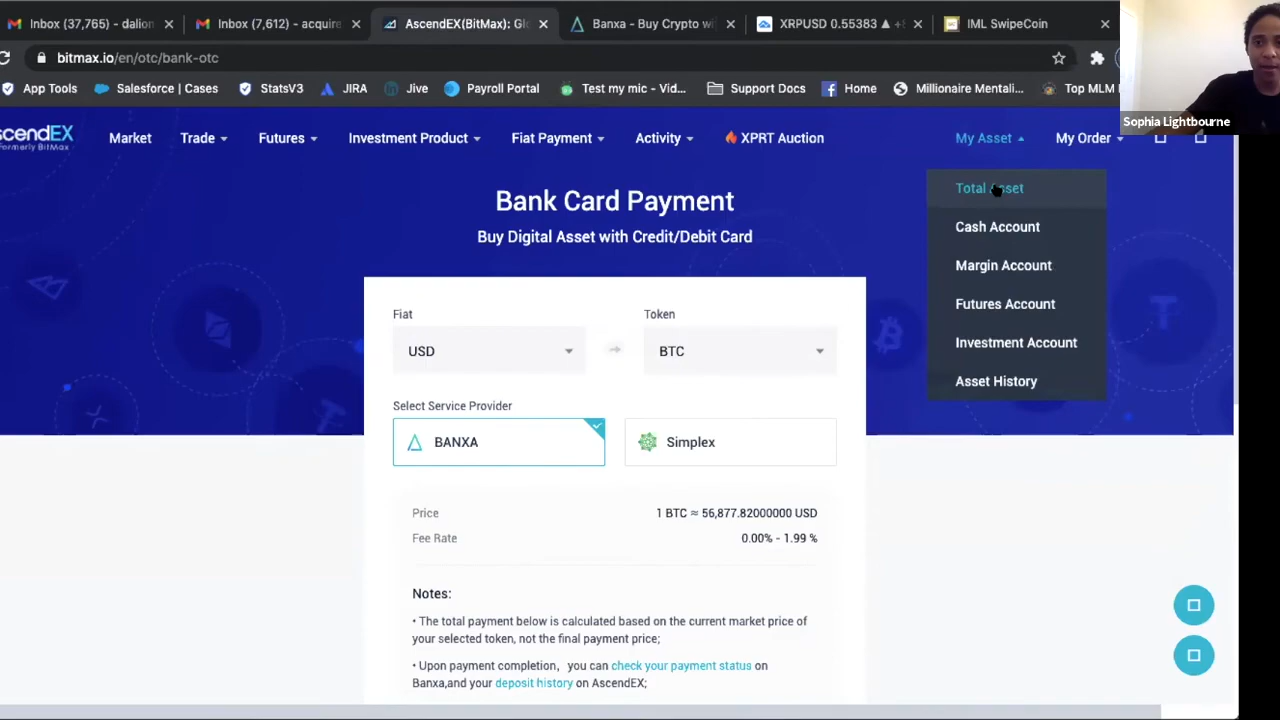 Inbox (37,765) - dalion
Inbox (7,612) - acquire
AscendEX(BitMax): Gl
Banxa - Buy Crypto wi
XRPUSD 0.55383 ▲ +
IML SwipeCoin
bitmax.io/en/otc/bank-otc
App Tools
Salesforce | Cases
StatsV3
JIRA
Jive
Payroll Portal
Test my mic - Vid...
Support Docs
Home
Millionaire Mentali...
Top MLM
Sophia Lightbourne
scendEX
Formerly BitMax
Market
Trade
Futures
Investment Product
Fiat Payment
Activity
XPRT Auction
My Asset
My Order
Total Asset
Cash Account
Margin Account
Futures Account
Investment Account
Asset History
Bank Card Payment
Buy Digital Asset with Credit/Debit Card
Fiat
Token
USD
BTC
Select Service Provider
BANXA
Simplex
Price
1 BTC ≈ 56,877.82000000 USD
Fee Rate
0.00% - 1.99 %
Notes:
• The total payment below is calculated based on the current market price of
your selected token, not the final payment price;
• Upon payment completion, you can check your payment status on
Banxa,and your deposit history on AscendEX;